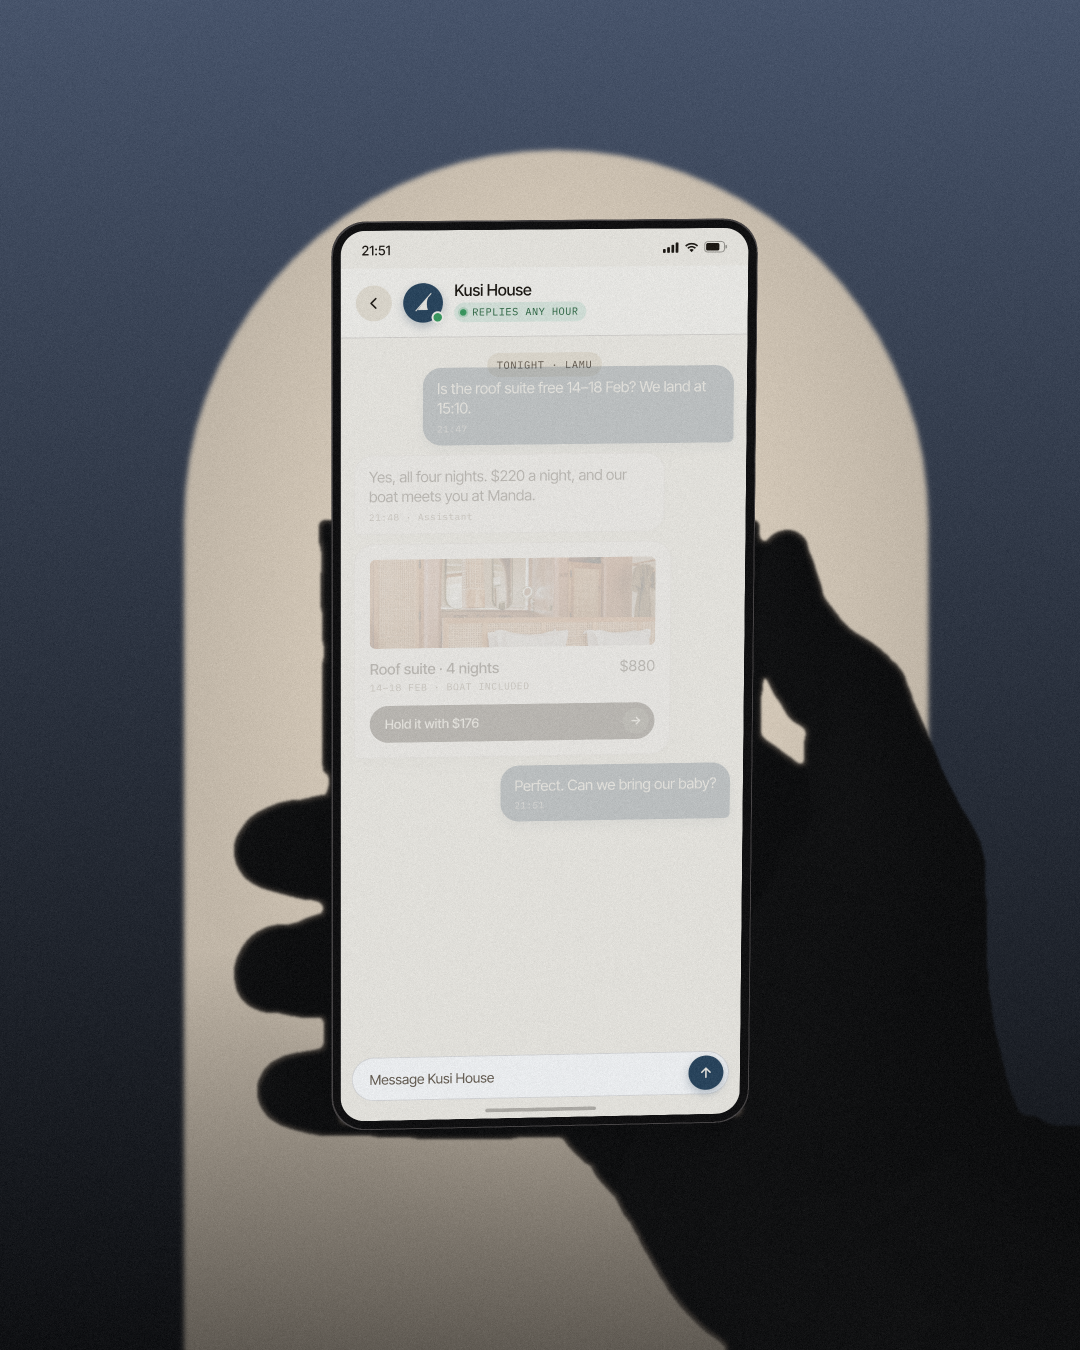 21:51
Kusi House
REPLIES ANY HOUR
TONIGHT · LAMU
Is the roof suite free 14–18 Feb? We land at
15:10.
21:47
Yes, all four nights. $220 a night, and our
boat meets you at Manda.
21:48 · Assistant
Roof suite · 4 nights
$880
14–18 FEB · BOAT INCLUDED
Hold it with $176
Perfect. Can we bring our baby?
21:51
Message Kusi House